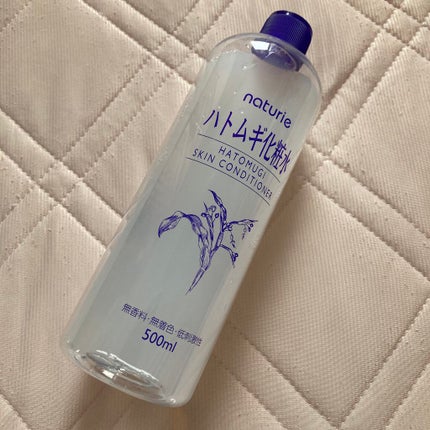 naturie
ハトムギ化粧水
HATOMUGI
SKIN CONDITIONER
無香料・無着色・低刺激性
500ml